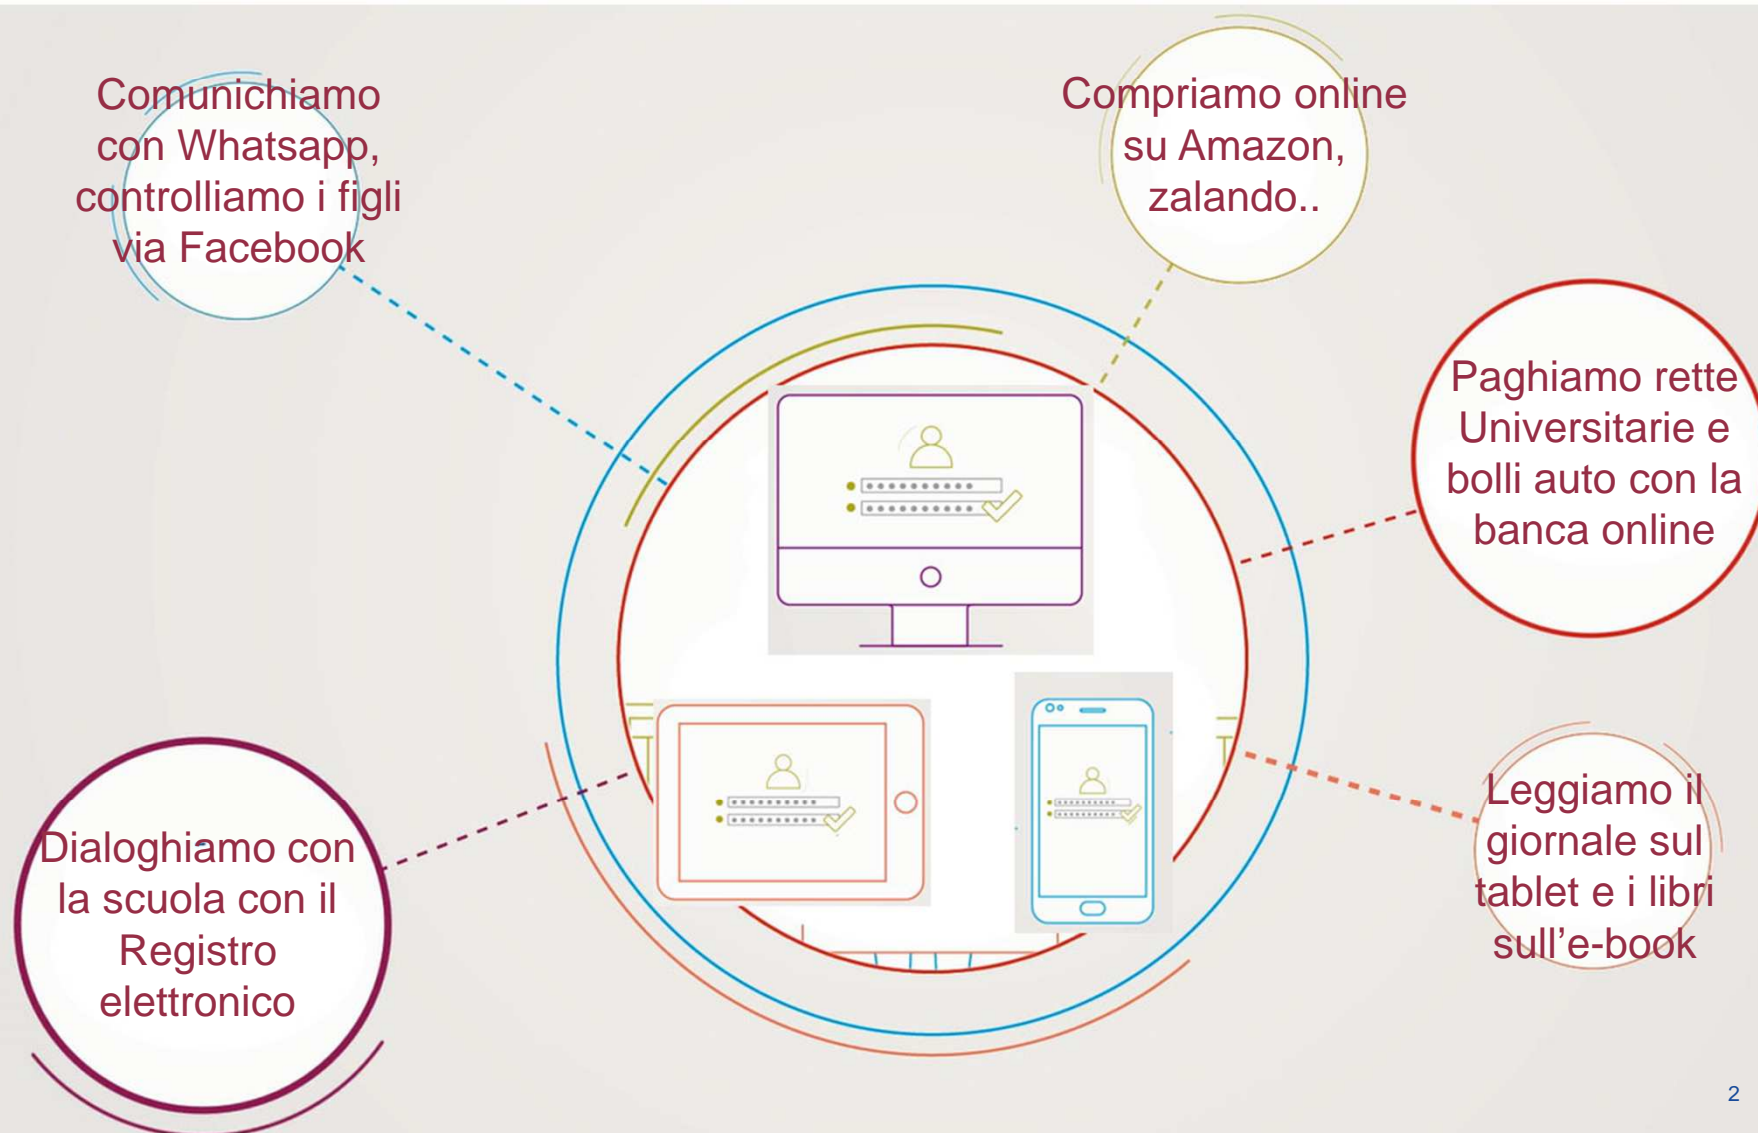 Comunichiamo
con Whatsapp,
controlliamo i figli
via Facebook
Compriamo online
su Amazon,
zalando..
Paghiamo rette
Universitarie e
bolli auto con la
banca online
Dialoghiamo con
la scuola con il
Registro
elettronico
Leggiamo il
giornale sul
tablet e i libri
sull’e-book
2